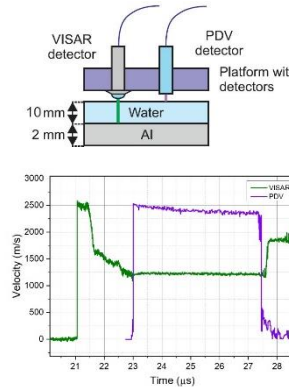 VISAR
detector
PDV
detector
Platform wit
detectors
10 mm
Water
2 mm
Al
VISAR
PDV
3000
2500
2000
1500
1000
500
0
Velocity (m/s)
21
22
23
24
25
26
27
28
Time (μs)